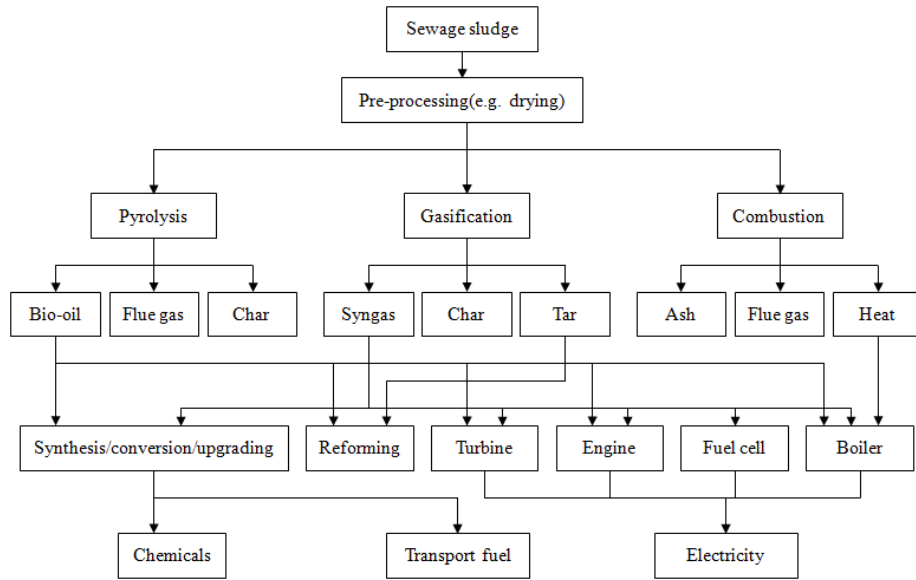 Sewage sludge
Pre-processing(e.g. drying)
Pyrolysis
Gasification
Combustion
Bio-oil
Flue gas
Char
Syngas
Char
Tar
Ash
Flue gas
Heat
Synthesis/conversion/upgrading
Reforming
Turbine
Engine
Fuel cell
Boiler
Chemicals
Transport fuel
Electricity